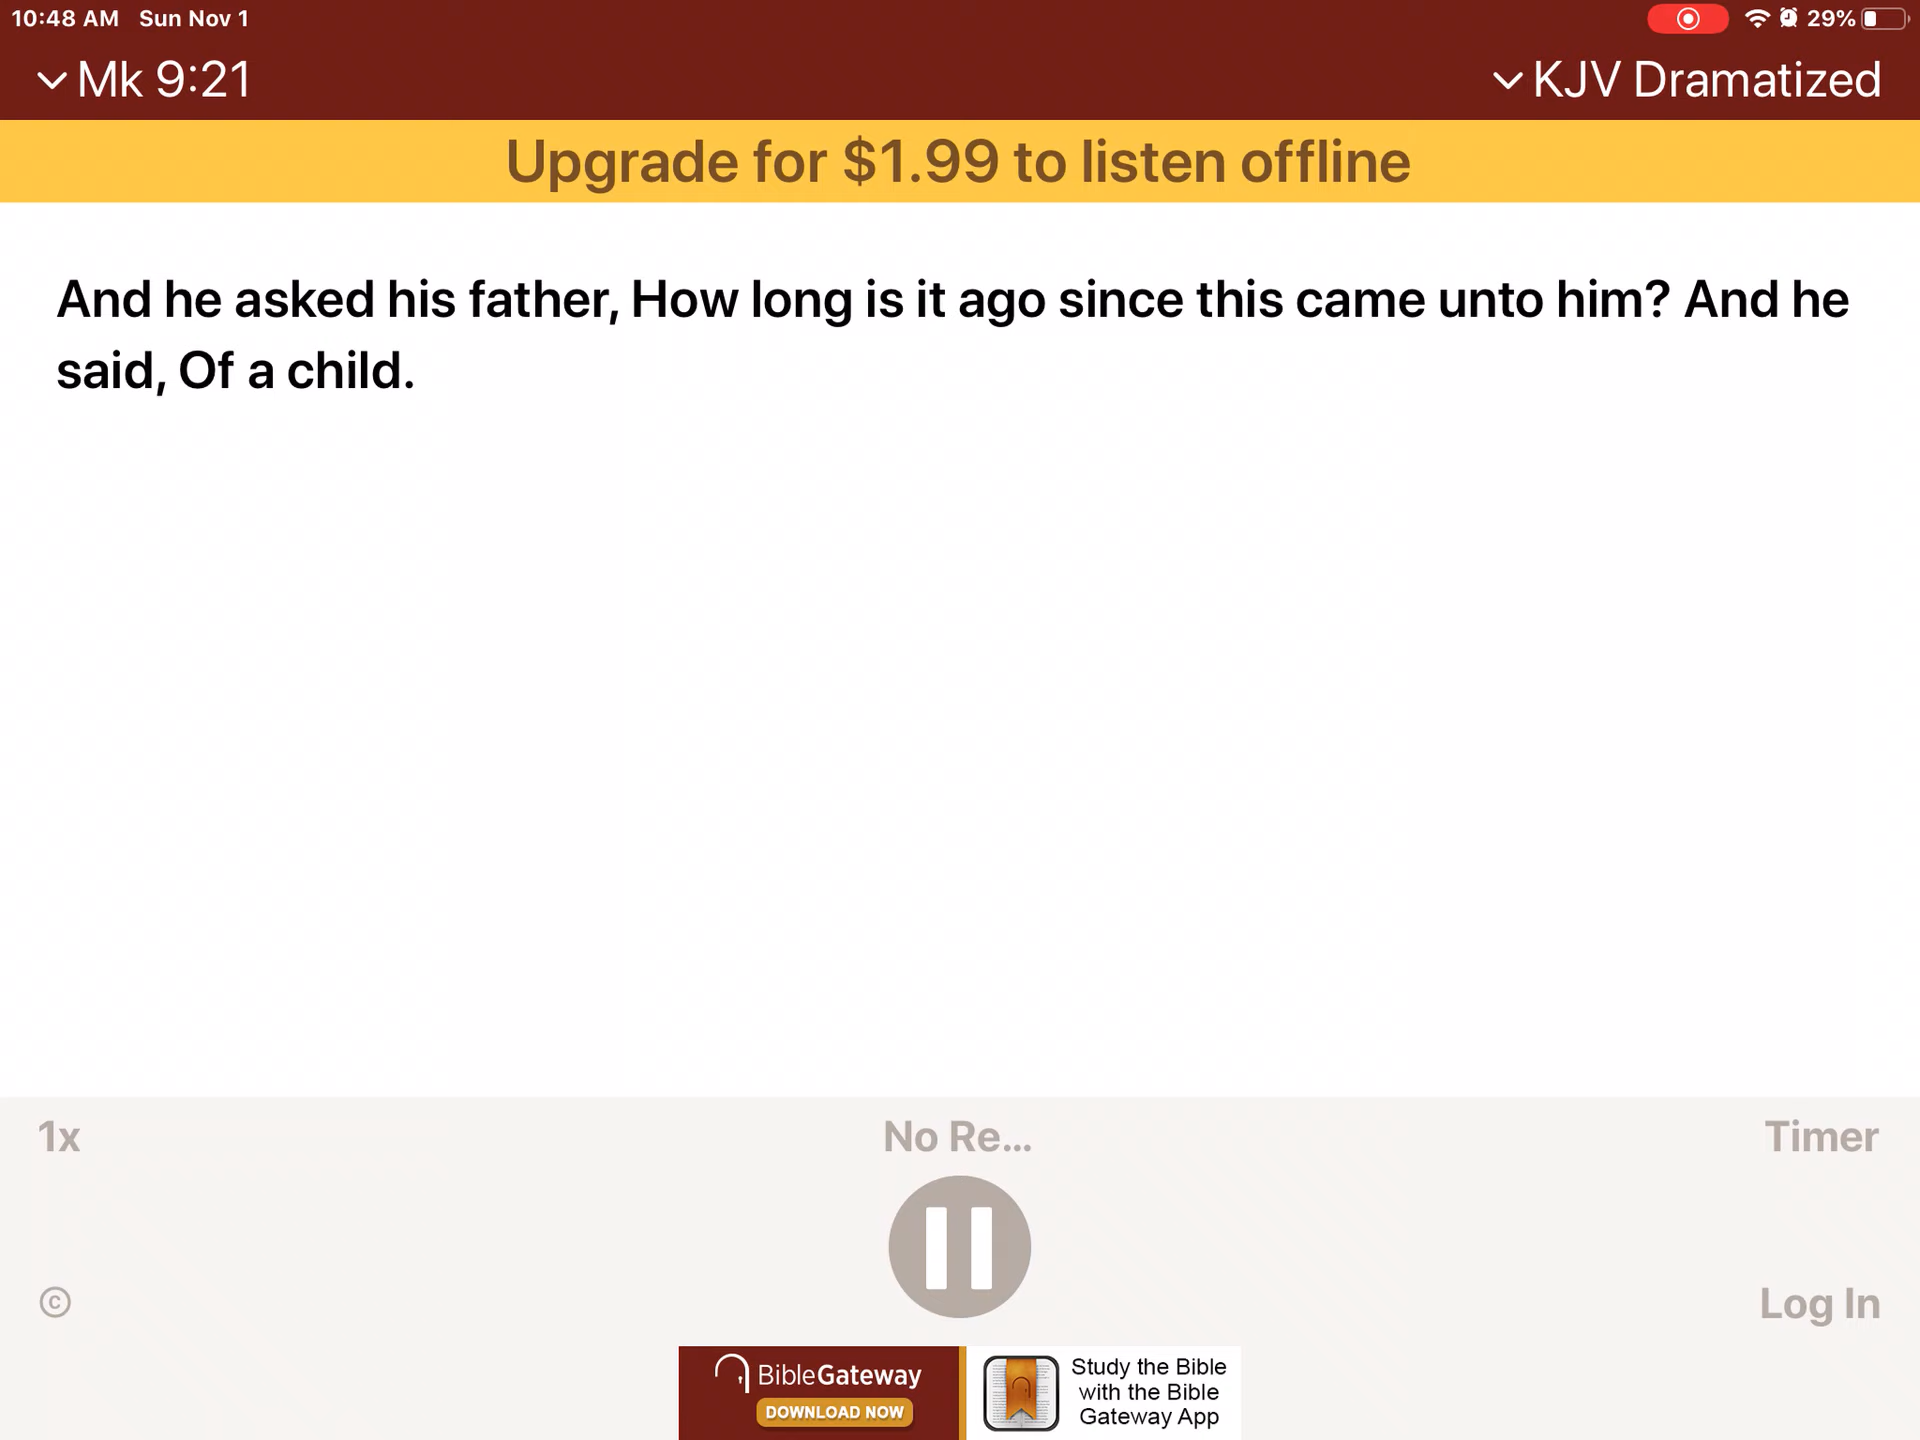 10:48 AM Sun Nov 1
29%
Mk 9:21
KJV Dramatized
Upgrade for $1.99 to listen offline
And he asked his father, How long is it ago since this came unto him? And he
said, Of a child.
1x
No Re...
Timer
©
Log In
BibleGateway
DOWNLOAD NOW
Study the Bible
with the Bible
Gateway App